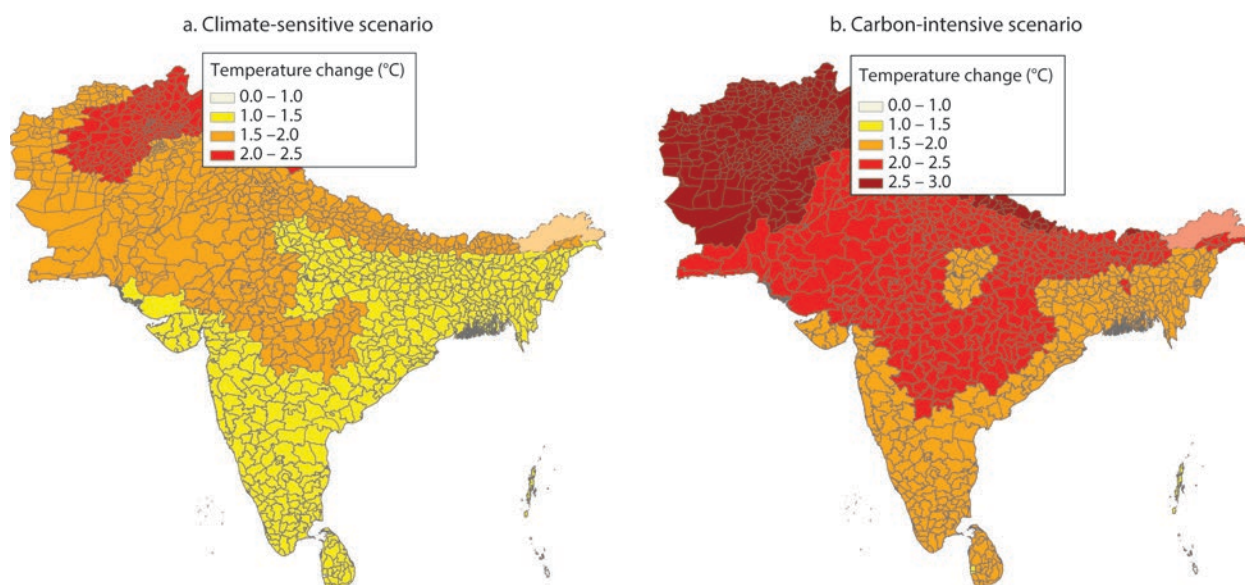 a. Climate-sensitive scenario
Temperature change (°C)
0.0 – 1.0
1.0 – 1.5
1.5 –2.0
2.0 – 2.5
b. Carbon-intensive scenario
Temperature change (°C)
0.0 – 1.0
1.0 – 1.5
1.5 –2.0
2.0 – 2.5
2.5 – 3.0